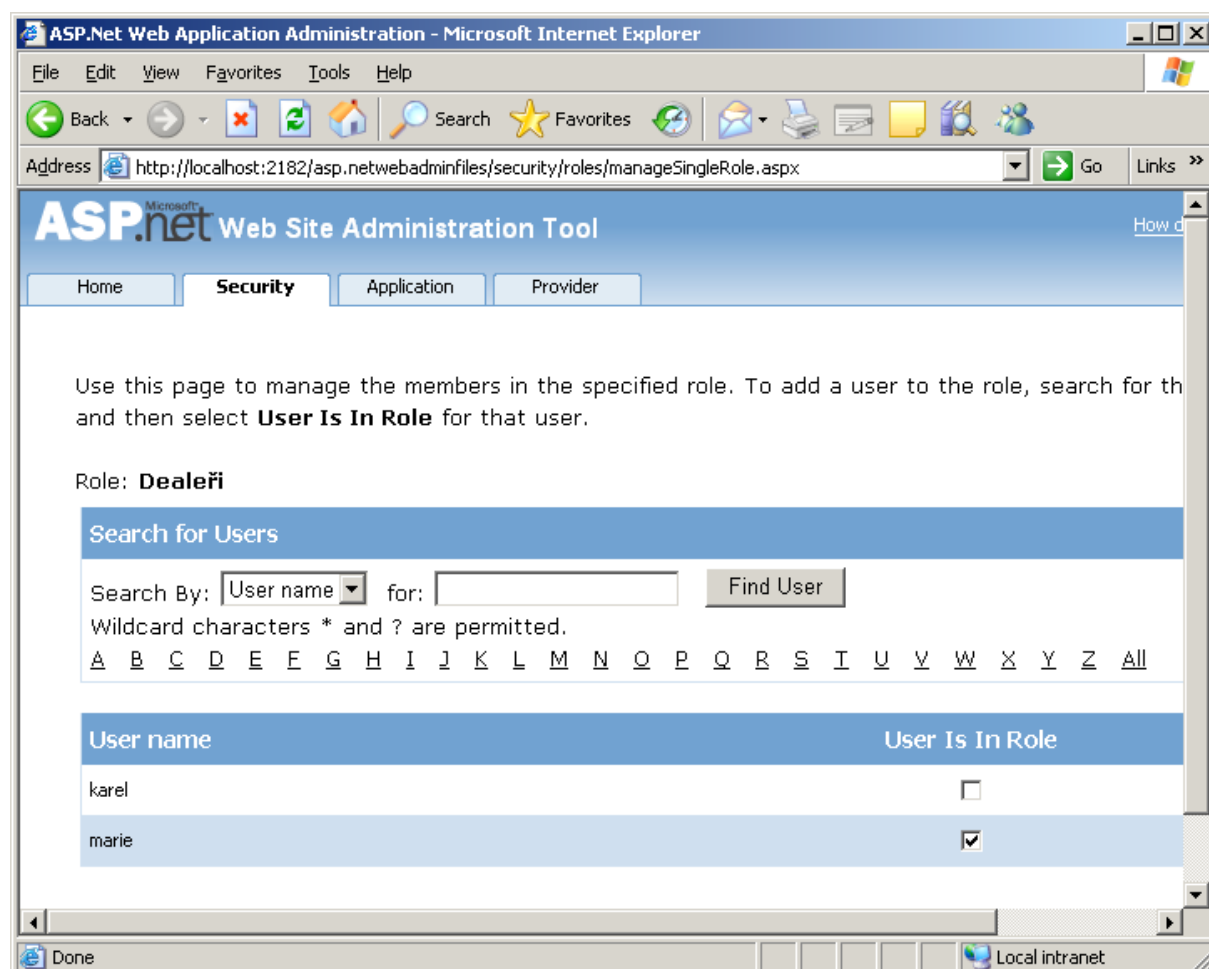 ASP.Net Web Application Administration - Microsoft Internet Explorer
File Edit View Favorites Tools Help
Back Search Favorites
Address http://localhost:2182/asp.netwebadminfiles/security/roles/manageSingleRole.aspx Go Links »
Microsoft
ASP.net Web Site Administration Tool How d
Home Security Application Provider
Use this page to manage the members in the specified role. To add a user to the role, search for th
and then select User Is In Role for that user.
Role: Dealeři
Search for Users
Search By: User name for: Find User
Wildcard characters * and ? are permitted.
A B C D E F G H I J K L M N O P Q R S T U V W X Y Z All
User name User Is In Role
karel
marie
Done Local intranet